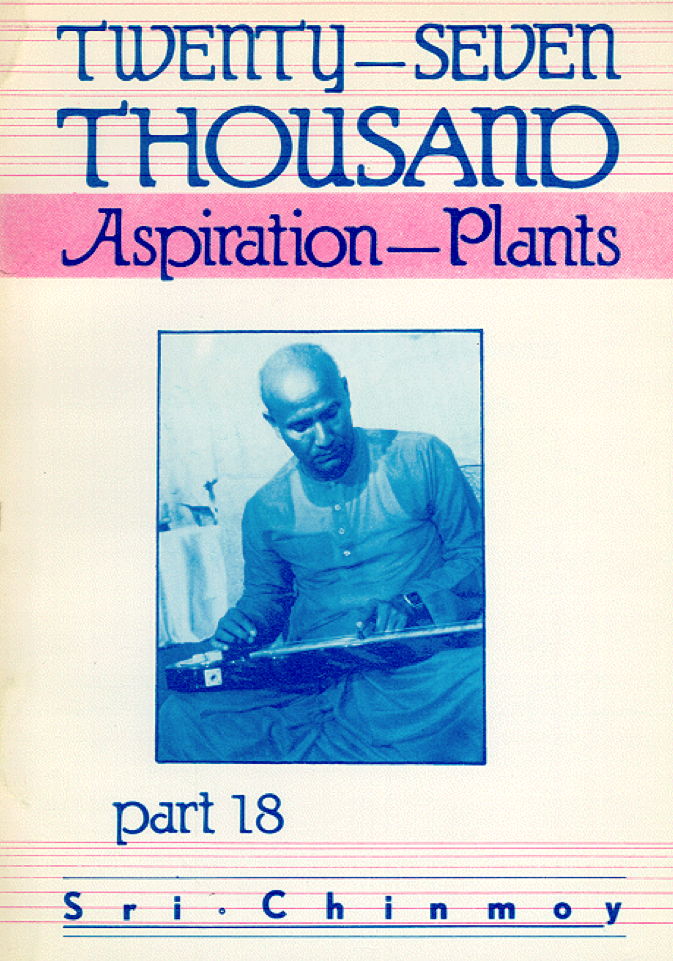 TWENTY—SEVEN
THOUSAND
Aspiration—Plants
part 18
Sri · Chinmoy